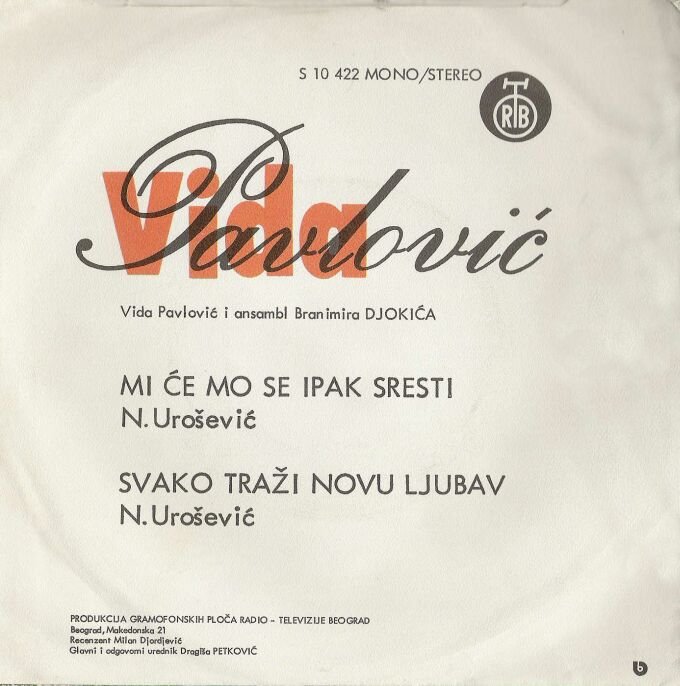 S 10 422 MONO/STEREO
RTB
Vida
Pavlović
Vida Pavlović i ansambl Branimira DJOKIĆA
MI ĆE MO SE IPAK SRESTI
N. Urošević
SVAKO TRAŽI NOVU LJUBAV
N. Urošević
PRODUKCIJA GRAMOFONSKIH PLOČA RADIO - TELEVIZIJE BEOGRAD
Beograd, Makedonska 21
Recenzent Milan Djordjević
Glavni i odgovorni urednik Dragiša PETKOVIĆ
b